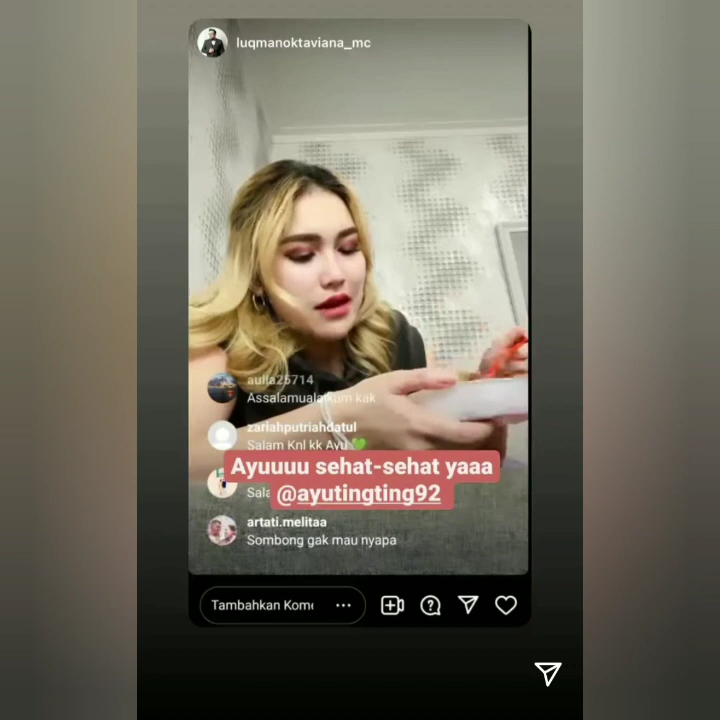 luqmanoktaviana_mc
aulia25714
Assalamualaikum kak
zariahputriahdatul
Salam Knl kk Ayu
Ayuuuu sehat-sehat yaaa
@ayutingting92
artati.melitaa
Sombong gak mau nyapa
Tambahkan Kome